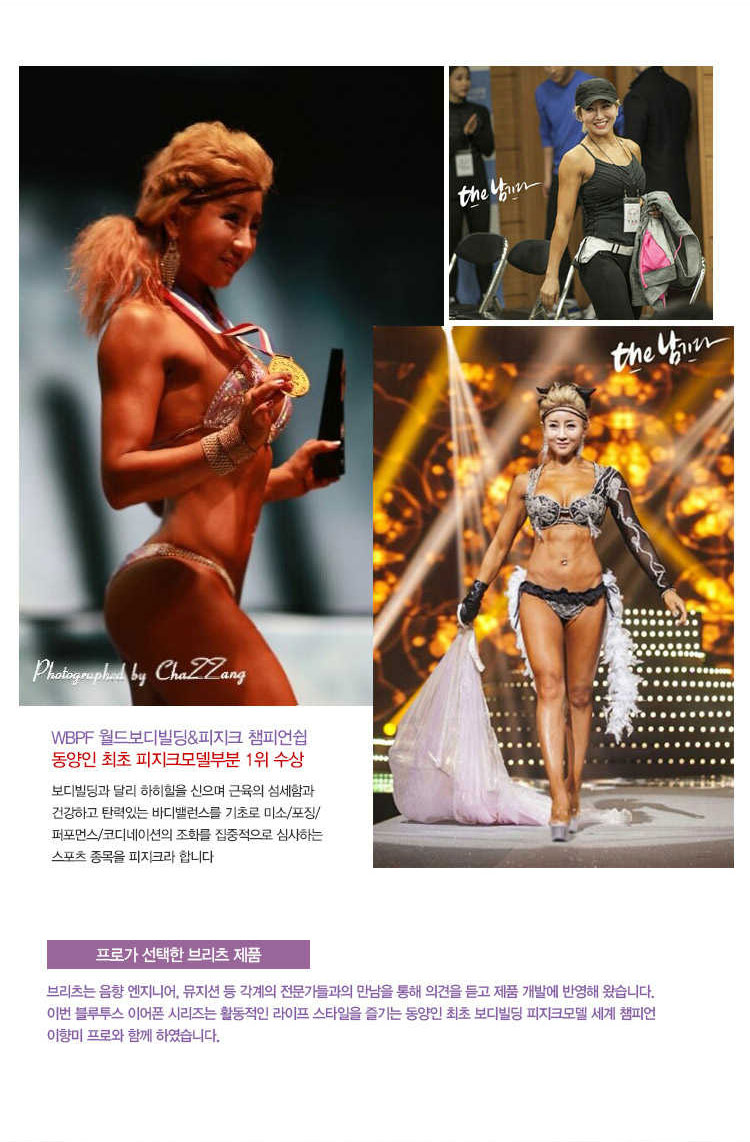 the 남기다
the 남기다
Photographed by ChaZZang
WBPF 월드보디빌딩&피지크 챔피언쉽
동양인 최초 피지크모델부분 1위 수상
보디빌딩과 달리 하히힐을 신으며 근육의 섬세함과
건강하고 탄력있는 바디밸런스를 기초로 미소/포징/
퍼포먼스/코디네이션의 조화를 집중적으로 심사하는
스포츠 종목을 피지크라 합니다
프로가 선택한 브리츠 제품
브리츠는 음향 엔지니어, 뮤지션 등 각계의 전문가들과의 만남을 통해 의견을 듣고 제품 개발에 반영해 왔습니다.
이번 블루투스 이어폰 시리즈는 활동적인 라이프 스타일을 즐기는 동양인 최초 보디빌딩 피지크모델 세계 챔피언
이향미 프로와 함께 하였습니다.